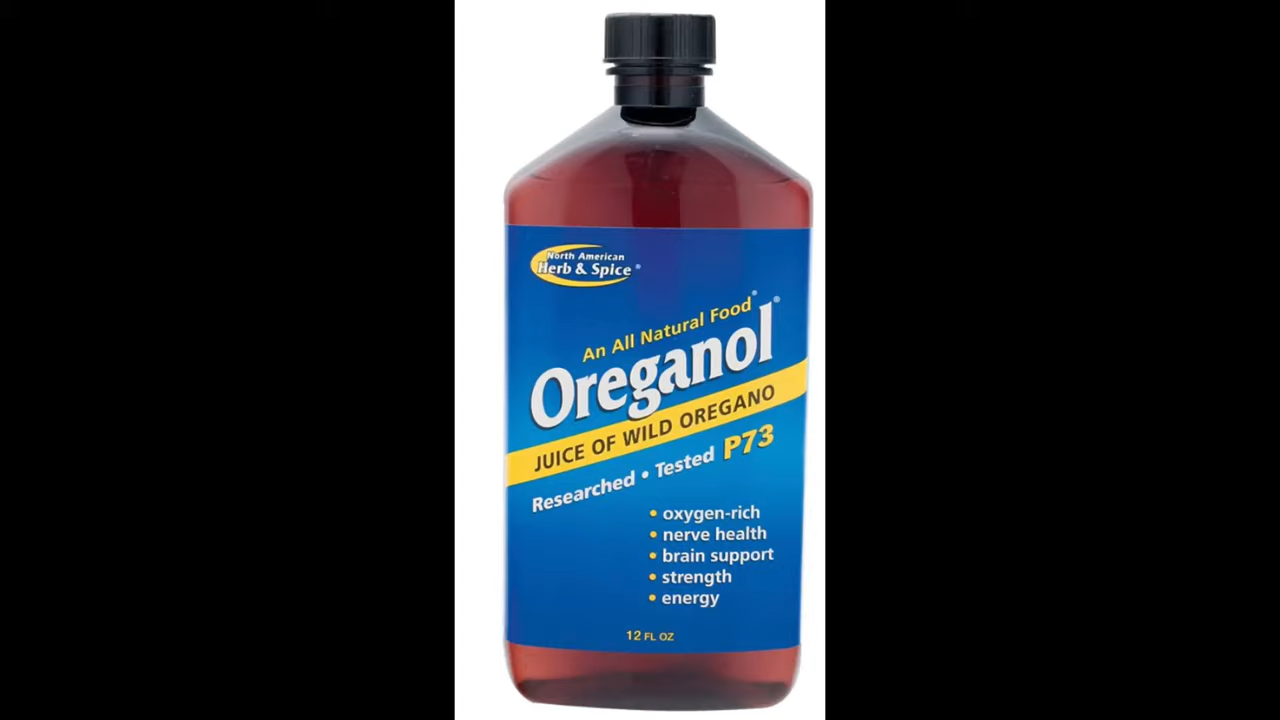 North American
Herb & Spice®
An All Natural Food®
Oreganol®
JUICE OF WILD OREGANO
Researched • Tested P73
• oxygen-rich
• nerve health
• brain support
• strength
• energy
12 FL OZ